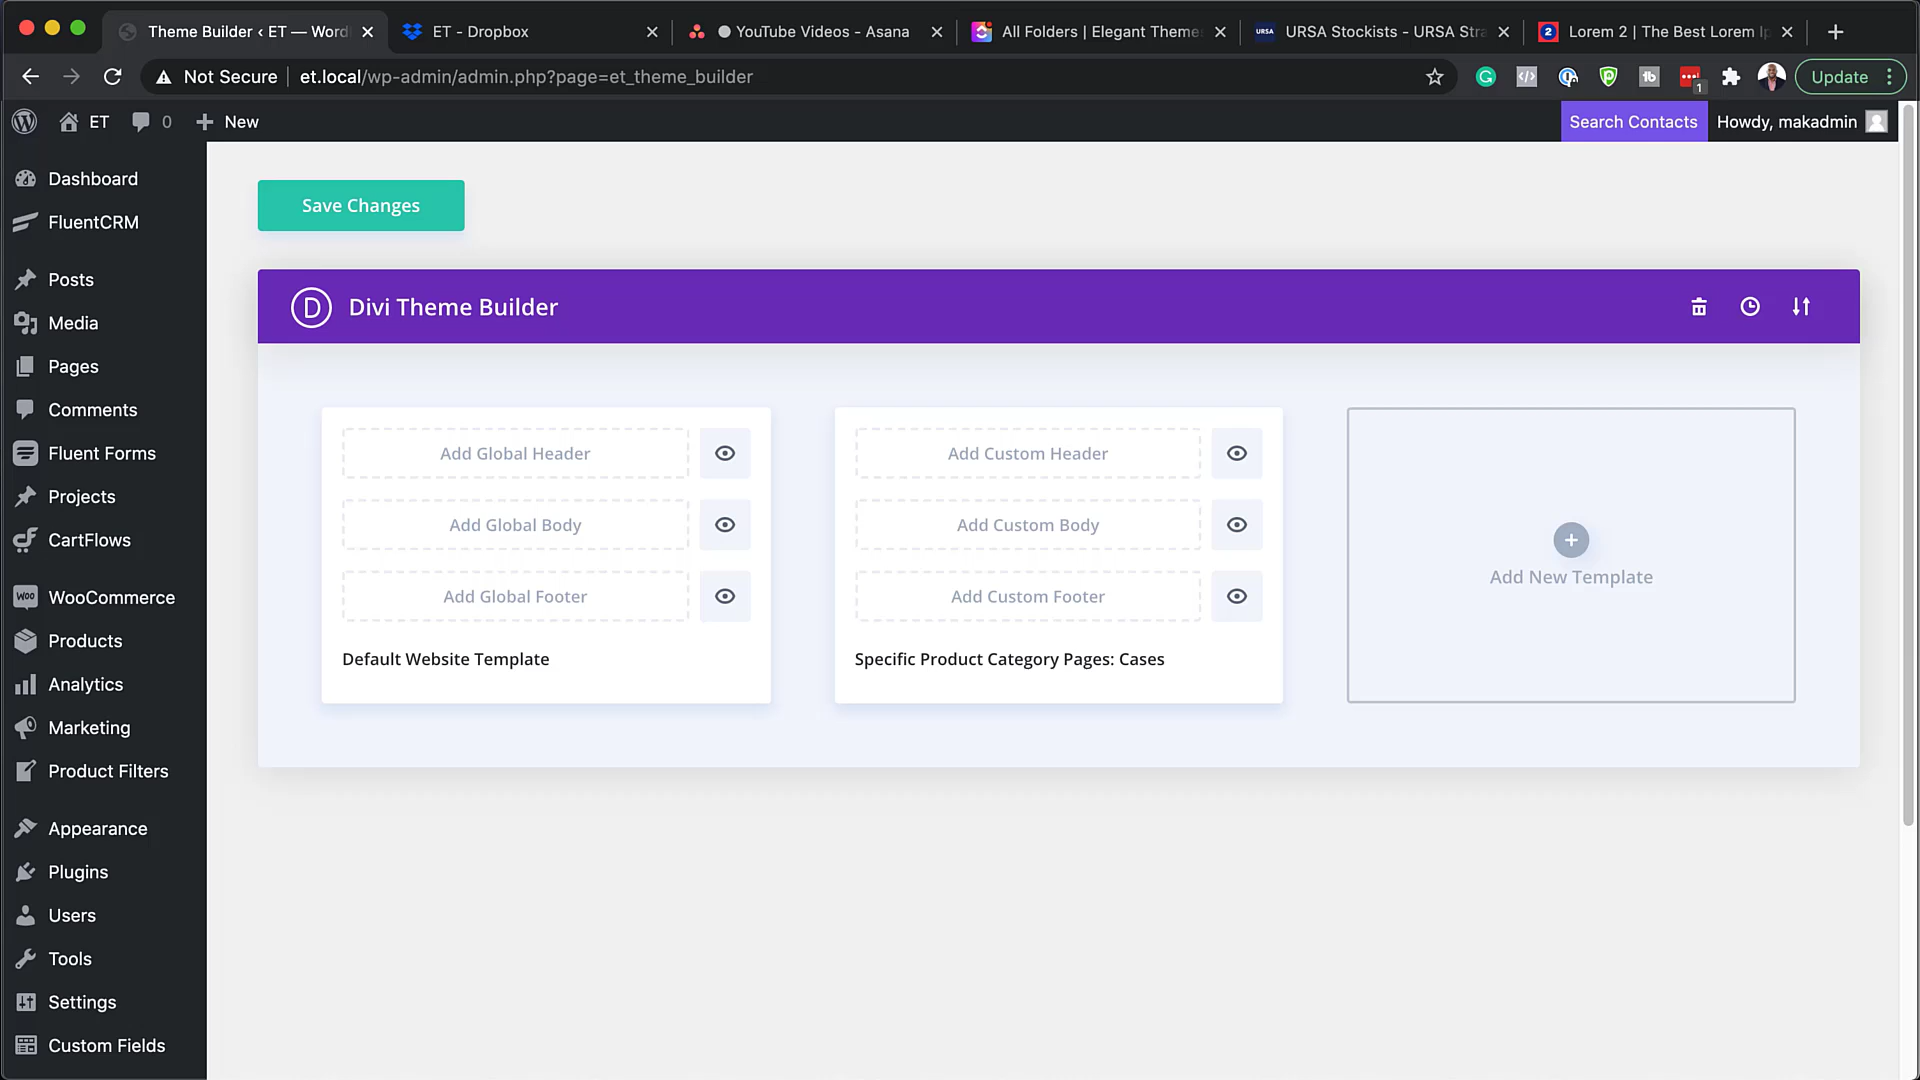 Theme Builder ‹ ET — Word
ET - Dropbox
YouTube Videos - Asana
All Folders | Elegant Theme
URSA
URSA Stockists - URSA Stra
2
Lorem 2 | The Best Lorem Ip
Not Secure
et.local/wp-admin/admin.php?page=et_theme_builder
1
Update
ET
0
New
Search Contacts
Howdy, makadmin
Dashboard
FluentCRM
Posts
Media
Pages
Comments
Fluent Forms
Projects
CartFlows
Woo
WooCommerce
Products
Analytics
Marketing
Product Filters
Appearance
Plugins
Users
Tools
Settings
Custom Fields
Save Changes
D
Divi Theme Builder
Add Global Header
Add Global Body
Add Global Footer
Default Website Template
Add Custom Header
Add Custom Body
Add Custom Footer
Specific Product Category Pages: Cases
Add New Template